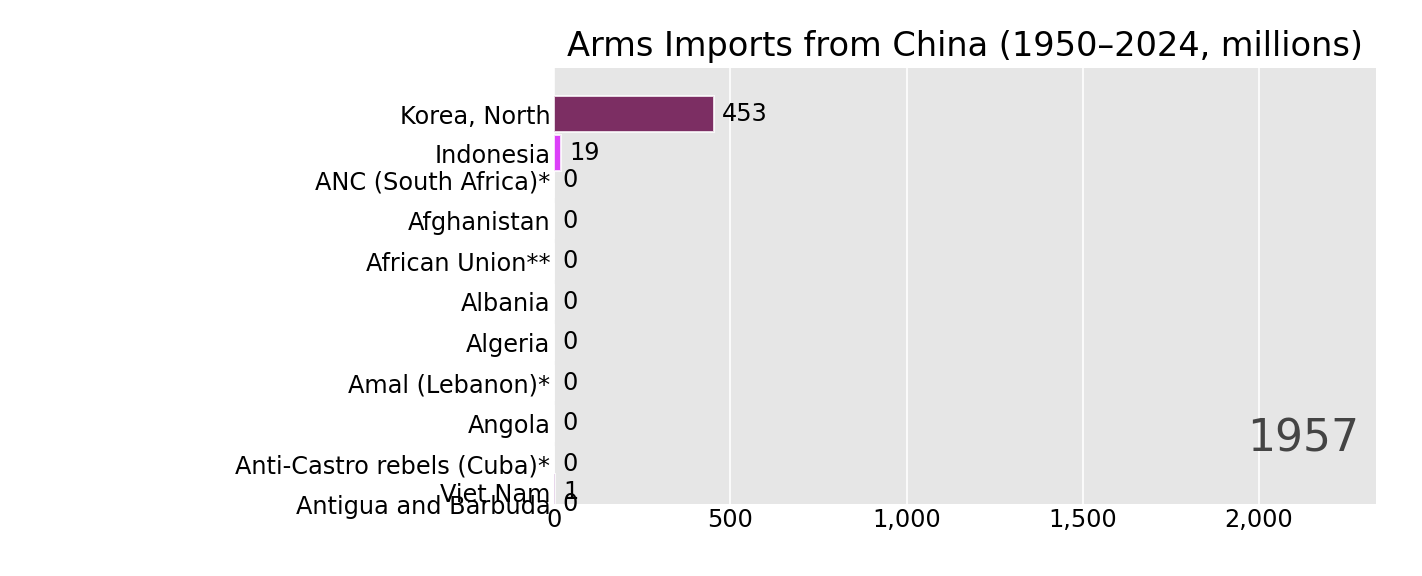 Arms Imports from China (1950–2024, millions)
Korea, North 453
Indonesia 19
ANC (South Africa)* 0
Afghanistan 0
African Union** 0
Albania 0
Algeria 0
Amal (Lebanon)* 0
Angola 0
1957
Anti-Castro rebels (Cuba)* 0
Viet Nam 1
Antigua and Barbuda 0
0 500 1,000 1,500 2,000